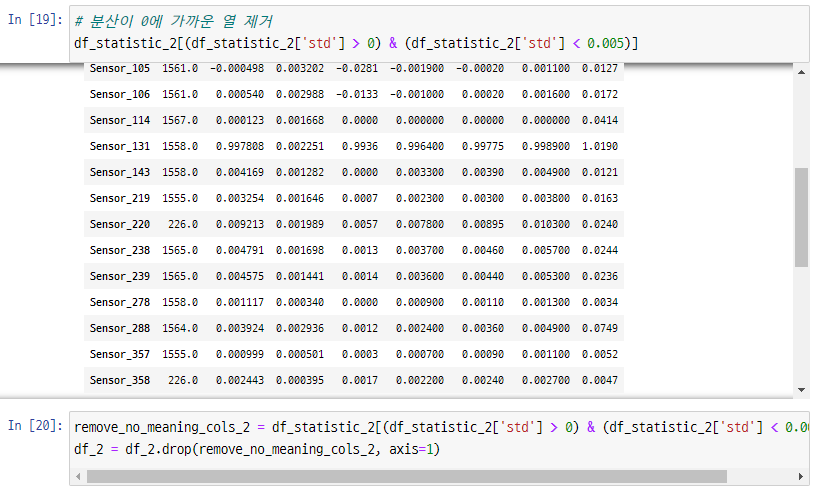 In [19]: # 분산이 0에 가까운 열 제거
df_statistic_2[(df_statistic_2['std'] > 0) & (df_statistic_2['std'] < 0.005)]
Sensor_105 1561.0 -0.000498 0.003202 -0.0281 -0.001900 -0.00020 0.001100 0.0127
Sensor_106 1561.0 0.000540 0.002988 -0.0133 -0.001000 0.00020 0.001600 0.0172
Sensor_114 1567.0 0.000123 0.001668 0.0000 0.000000 0.00000 0.000000 0.0414
Sensor_131 1558.0 0.997808 0.002251 0.9936 0.996400 0.99775 0.998900 1.0190
Sensor_143 1558.0 0.004169 0.001282 0.0000 0.003300 0.00390 0.004900 0.0121
Sensor_219 1555.0 0.003254 0.001646 0.0007 0.002300 0.00300 0.003800 0.0163
Sensor_220 226.0 0.009213 0.001989 0.0057 0.007800 0.00895 0.010300 0.0240
Sensor_238 1565.0 0.004791 0.001698 0.0013 0.003700 0.00460 0.005700 0.0244
Sensor_239 1565.0 0.004575 0.001441 0.0014 0.003600 0.00440 0.005300 0.0236
Sensor_278 1558.0 0.001117 0.000340 0.0000 0.000900 0.00110 0.001300 0.0034
Sensor_288 1564.0 0.003924 0.002936 0.0012 0.002400 0.00360 0.004900 0.0749
Sensor_357 1555.0 0.000999 0.000501 0.0003 0.000700 0.00090 0.001100 0.0052
Sensor_358 226.0 0.002443 0.000395 0.0017 0.002200 0.00240 0.002700 0.0047
In [20]: remove_no_meaning_cols_2 = df_statistic_2[(df_statistic_2['std'] > 0) & (df_statistic_2['std'] <
df_2 = df_2.drop(remove_no_meaning_cols_2, axis=1)